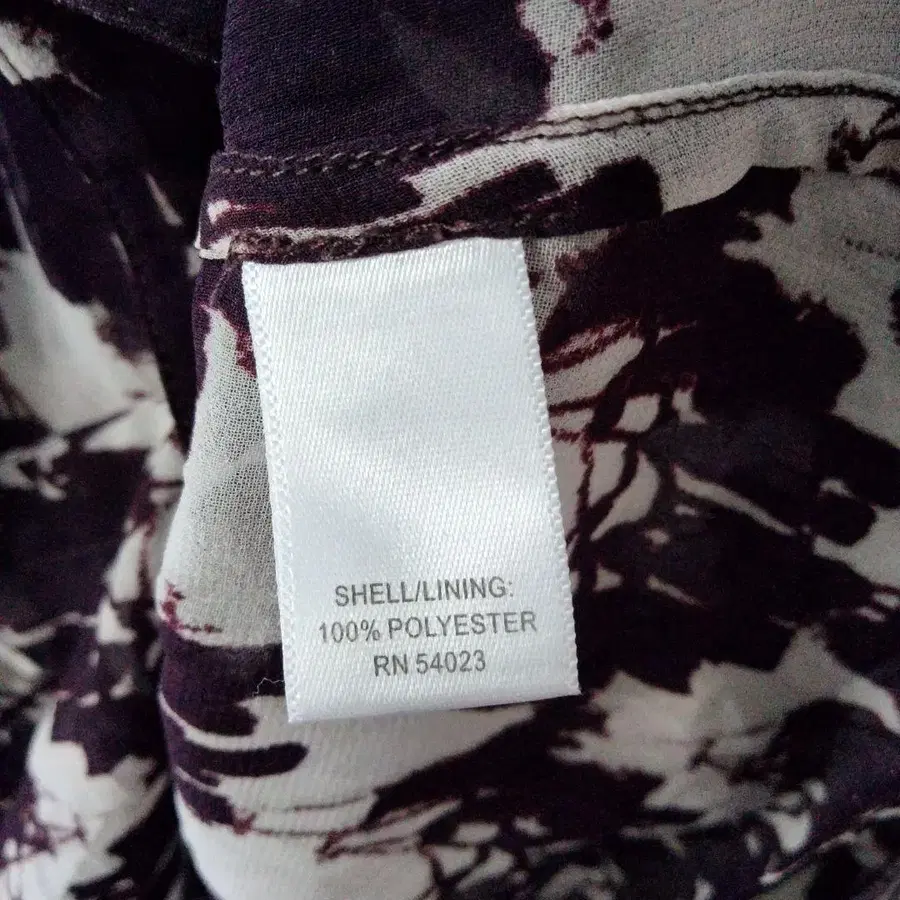 SHELL/LINING:
100% POLYESTER
RN 54023